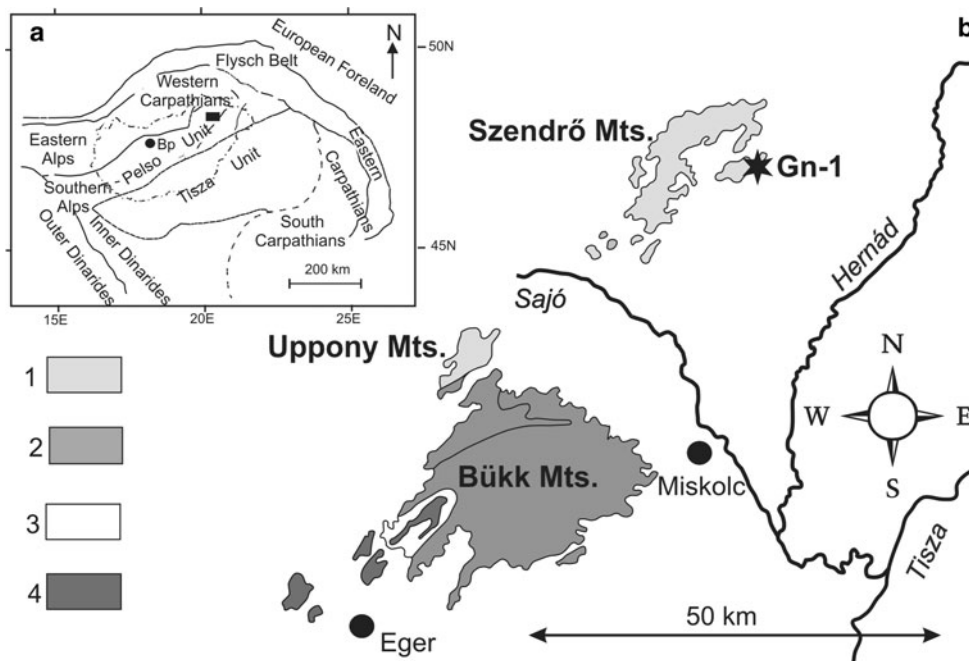 a
N
50N
45N
15E
20E
25E
European Foreland
Flysch Belt
Western
Carpathians
Eastern
Alps
Bp
Pelso Unit
Tisza Unit
Southern
Alps
Eastern
Carpathians
South
Carpathians
Inner Dinarides
Outer Dinarides
200 km
b
Szendrő Mts.
Gn-1
Hernád
Sajó
Uppony Mts.
1
2
3
4
Bükk Mts.
Miskolc
N
W
E
S
Tisza
Eger
50 km